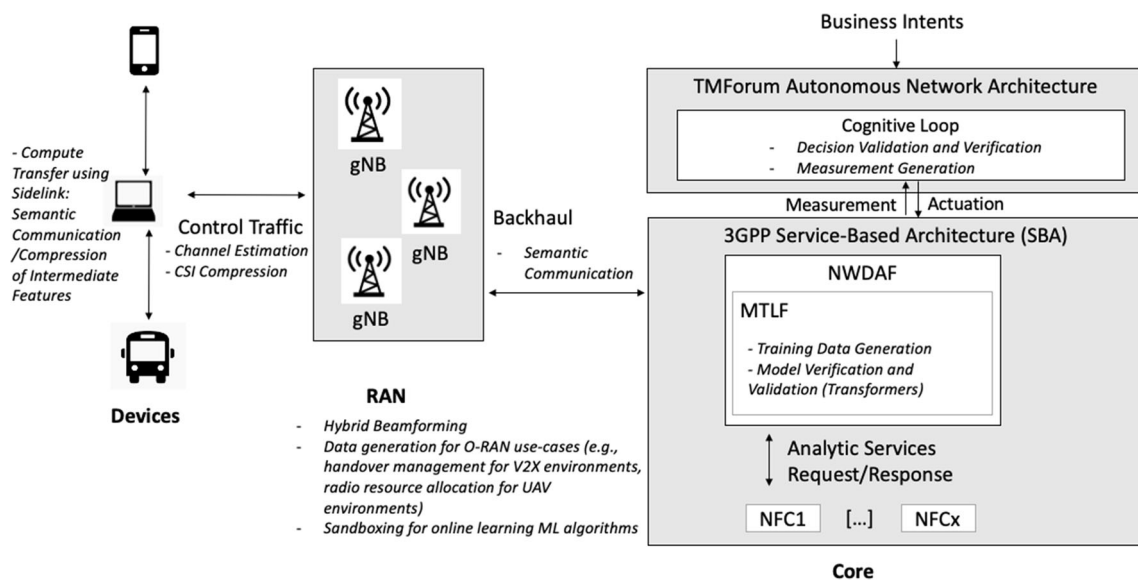 Business Intents
TMForum Autonomous Network Architecture
Cognitive Loop
- Decision Validation and Verification
- Measurement Generation
Measurement
Actuation
- Compute
Transfer using
Sidelink:
Semantic
Communication
/Compression
of Intermediate
Features
Devices
Control Traffic
- Channel Estimation
- CSI Compression
gNB
gNB
gNB
RAN
- Hybrid Beamforming
- Data generation for O-RAN use-cases (e.g.,
handover management for V2X environments,
radio resource allocation for UAV
environments)
- Sandboxing for online learning ML algorithms
Backhaul
- Semantic
Communication
3GPP Service-Based Architecture (SBA)
NWDAF
MTLF
- Training Data Generation
- Model Verification and
Validation (Transformers)
Analytic Services
Request/Response
NFC1
[...]
NFCx
Core